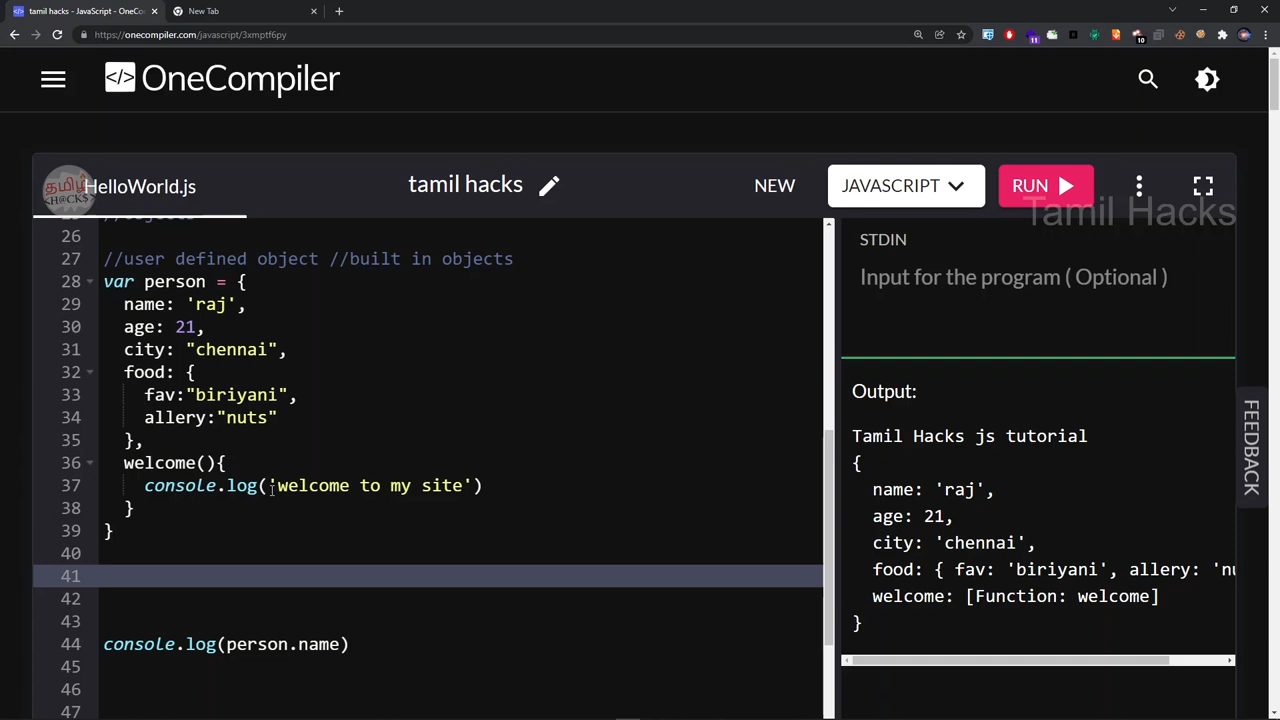 tamil hacks - JavaScript - OneCo
New Tab
https://onecompiler.com/javascript/3xmptf6py
11
10
</> OneCompiler
தமிழ்
<H@CK$>
HelloWorld.js
tamil hacks
NEW
JAVASCRIPT
RUN
Tamil Hacks
26
27 //user defined object //built in objects
28 var person = {
29 name: 'raj',
30 age: 21,
31 city: "chennai",
32 food: {
33 fav:"biriyani",
34 allery:"nuts"
35 },
36 welcome(){
37 console.log('welcome to my site')
38 }
39 }
40
41
42
43
44 console.log(person.name)
45
46
47
STDIN
Input for the program ( Optional )
Output:
Tamil Hacks js tutorial
{
name: 'raj',
age: 21,
city: 'chennai',
food: { fav: 'biriyani', allery: 'nu
welcome: [Function: welcome]
}
FEEDBACK